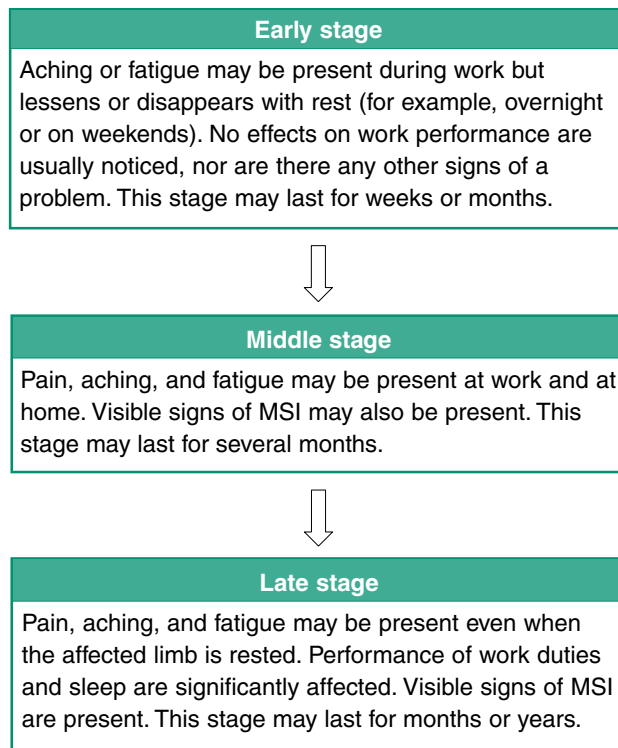 Early stage
Aching or fatigue may be present during work but
lessens or disappears with rest (for example, overnight
or on weekends). No effects on work performance are
usually noticed, nor are there any other signs of a
problem. This stage may last for weeks or months.
Middle stage
Pain, aching, and fatigue may be present at work and at
home. Visible signs of MSI may also be present. This
stage may last for several months.
Late stage
Pain, aching, and fatigue may be present even when
the affected limb is rested. Performance of work duties
and sleep are significantly affected. Visible signs of MSI
are present. This stage may last for months or years.